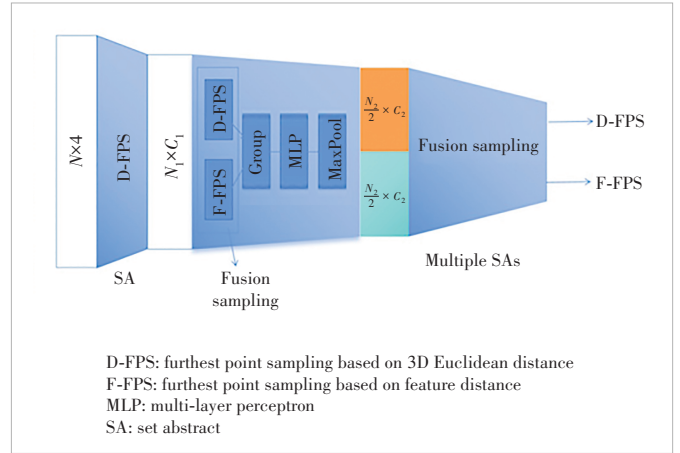 N×4
D-FPS
N₁×C₁
D-FPS
F-FPS
Group
MLP
MaxPool
N₂/2 × C₂
N₂/2 × C₂
Fusion sampling
D-FPS
F-FPS
SA
Fusion
sampling
Multiple SAs
D-FPS: furthest point sampling based on 3D Euclidean distance
F-FPS: furthest point sampling based on feature distance
MLP: multi-layer perceptron
SA: set abstract